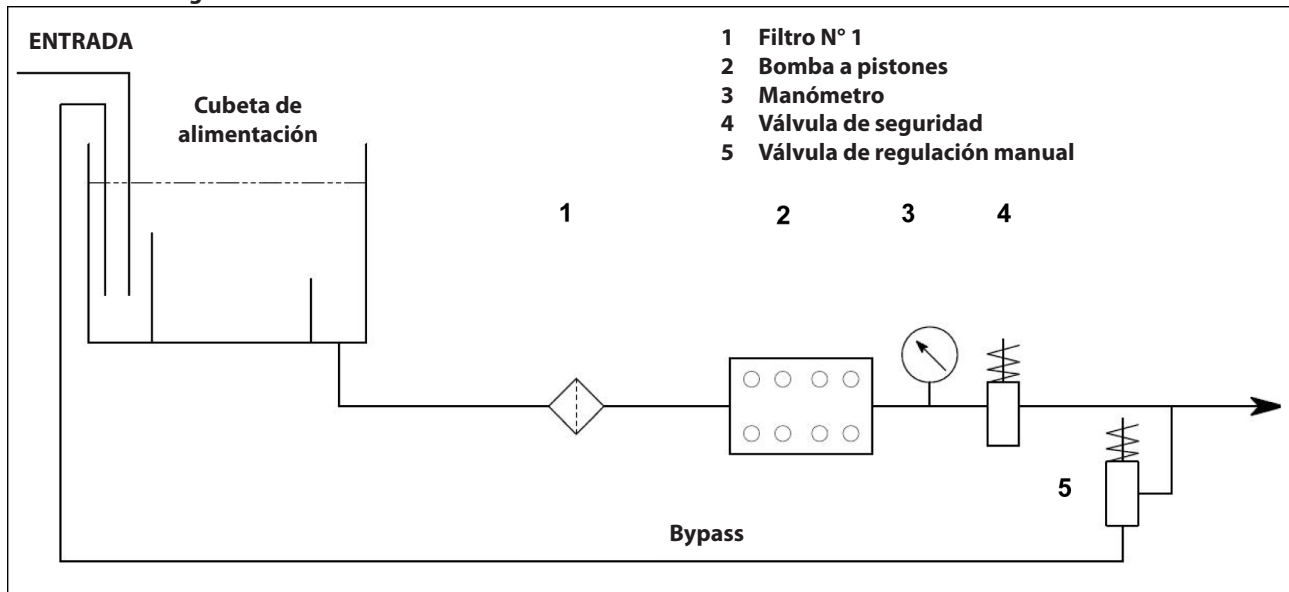 ENTRADA
Cubeta de
alimentación
1 Filtro N° 1
2 Bomba a pistones
3 Manómetro
4 Válvula de seguridad
5 Válvula de regulación manual
1 2 3 4
5
Bypass